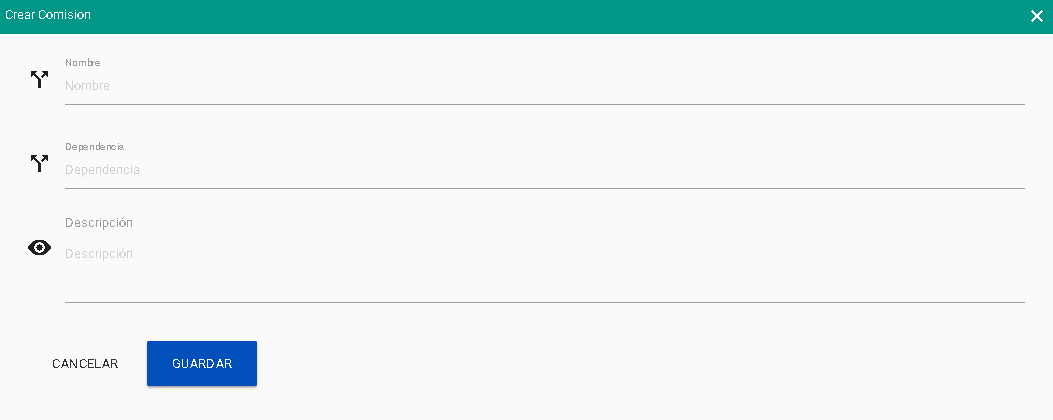 Crear Comision
Nombre
Nombre
Dependencia
Dependencia
Descripción
Descripción
CANCELAR GUARDAR